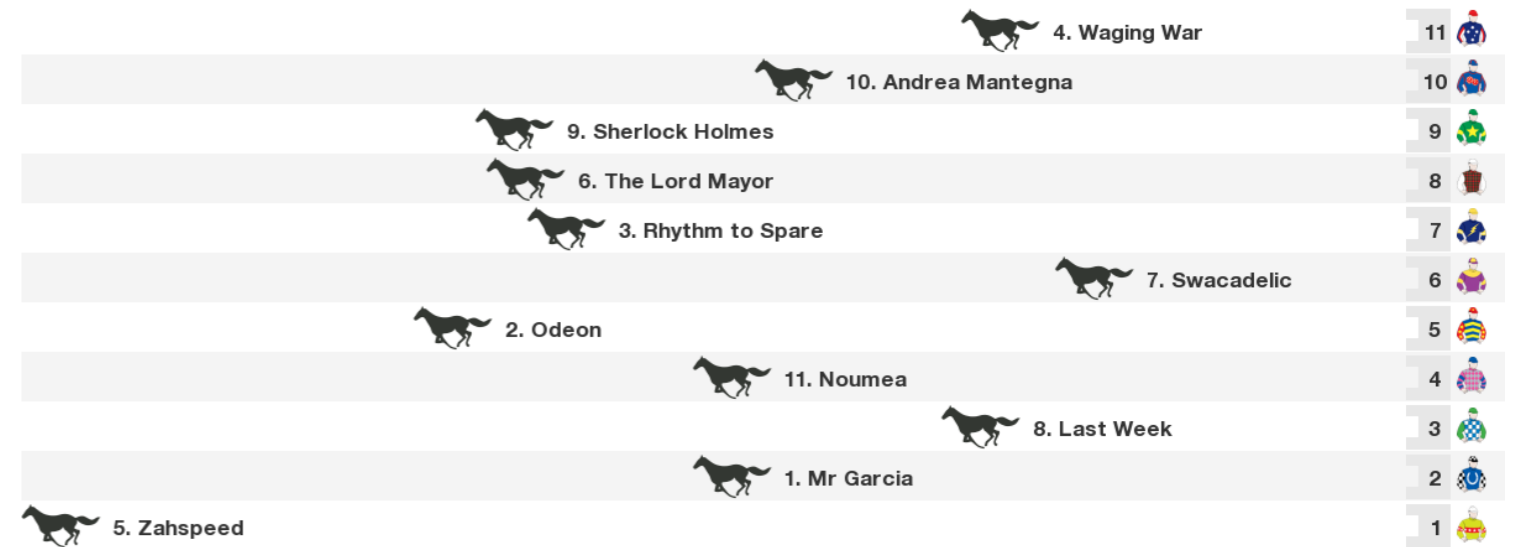 4. Waging War 11
10. Andrea Mantegna 10
9. Sherlock Holmes 9
6. The Lord Mayor 8
3. Rhythm to Spare 7
7. Swacadelic 6
2. Odeon 5
11. Noumea 4
8. Last Week 3
1. Mr Garcia 2
5. Zahspeed 1